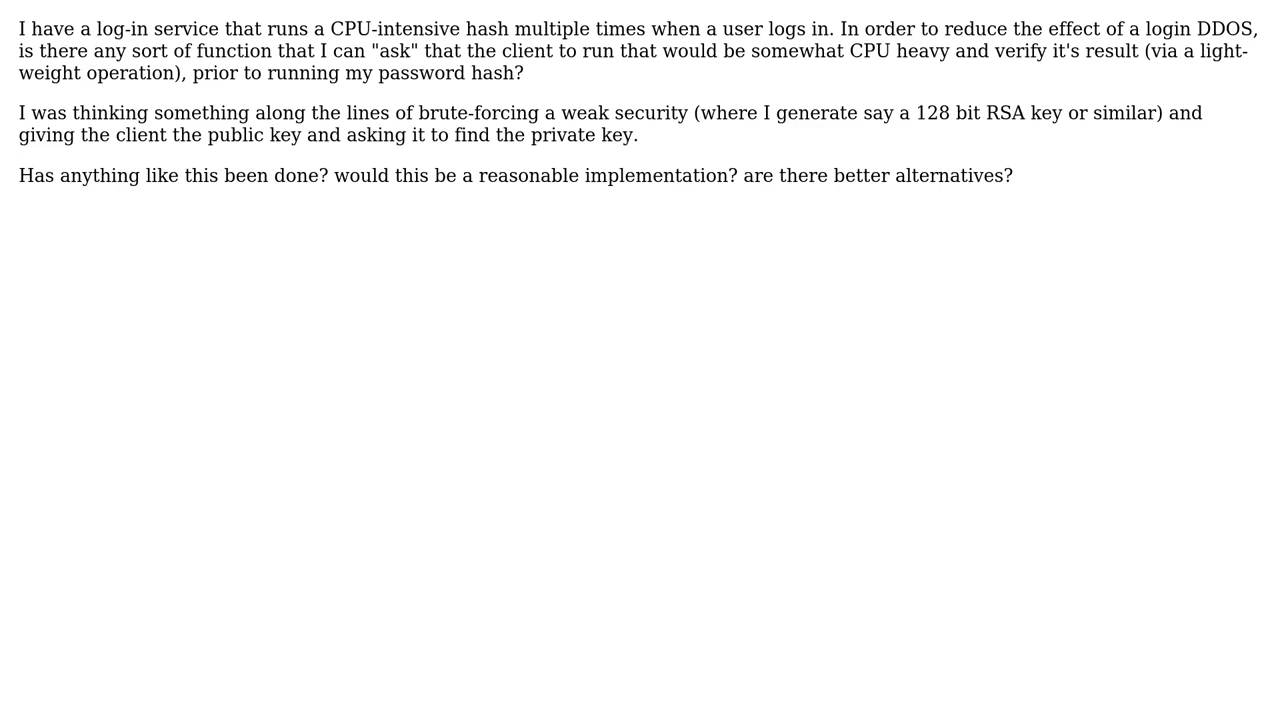 I have a log-in service that runs a CPU-intensive hash multiple times when a user logs in. In order to reduce the effect of a login DDOS,
is there any sort of function that I can "ask" that the client to run that would be somewhat CPU heavy and verify it's result (via a light-
weight operation), prior to running my password hash?
I was thinking something along the lines of brute-forcing a weak security (where I generate say a 128 bit RSA key or similar) and
giving the client the public key and asking it to find the private key.
Has anything like this been done? would this be a reasonable implementation? are there better alternatives?